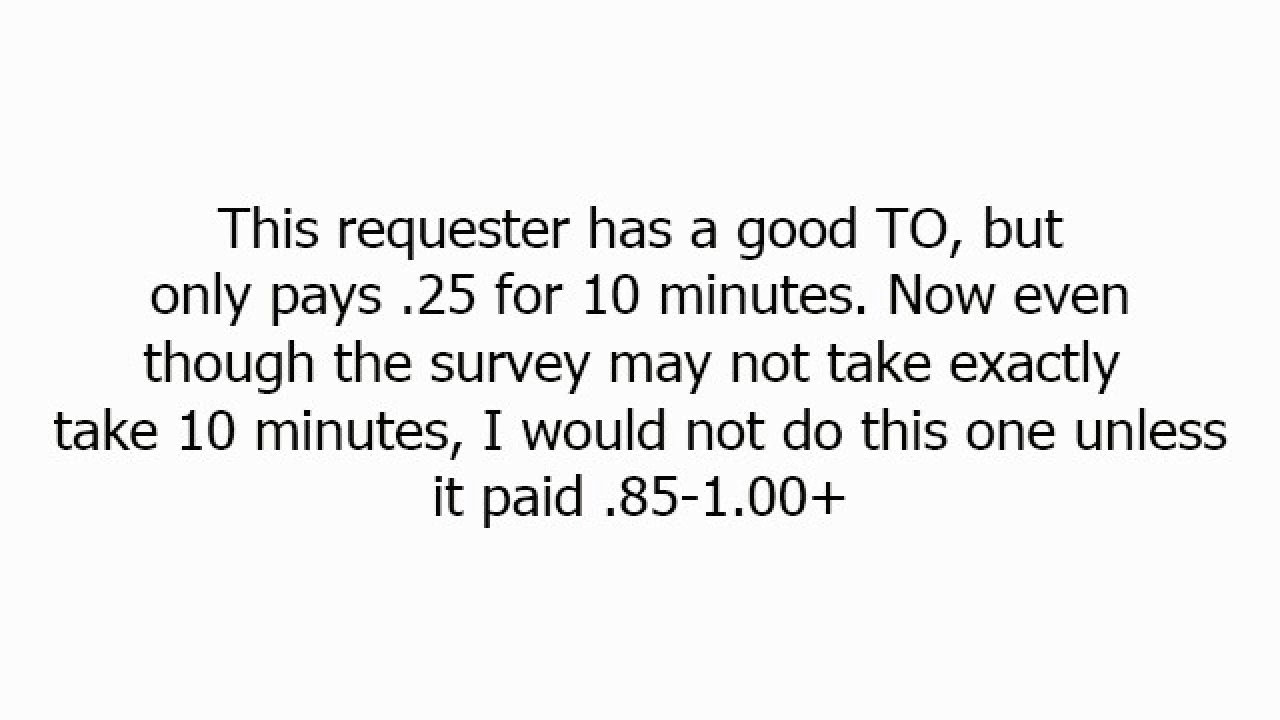 This requester has a good TO, but
only pays .25 for 10 minutes. Now even
though the survey may not take exactly
take 10 minutes, I would not do this one unless
it paid .85-1.00+